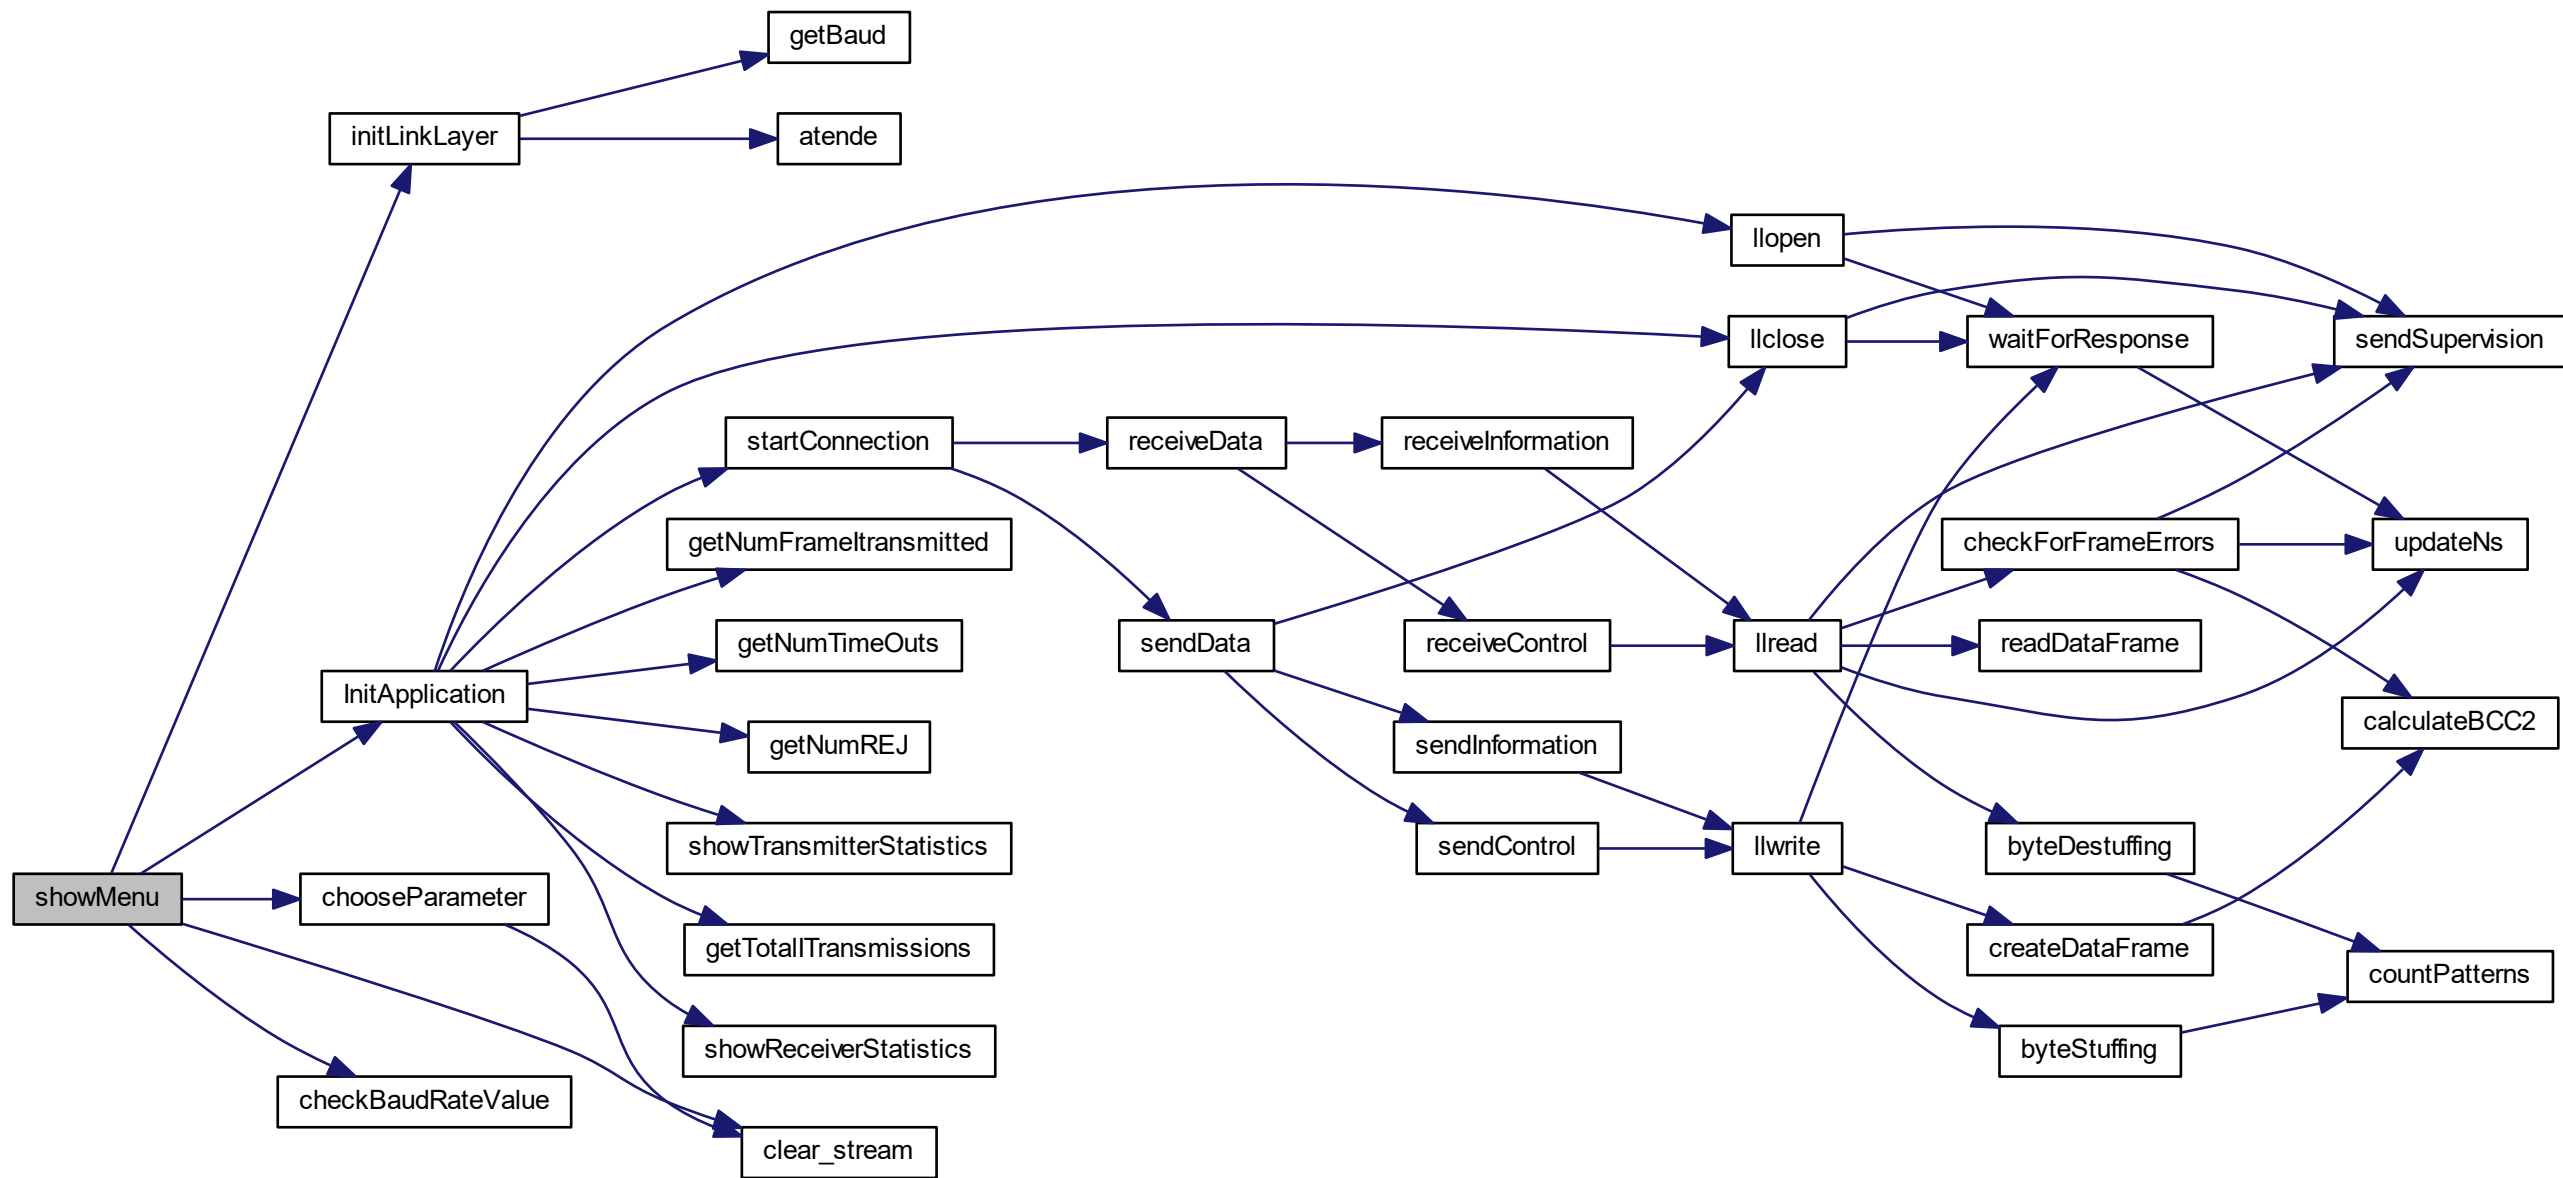 getBaud
initLinkLayer
atende
llopen
llclose
waitForResponse
sendSupervision
startConnection
receiveData
receiveInformation
getNumFrameItransmitted
checkForFrameErrors
updateNs
getNumTimeOuts
sendData
receiveControl
llread
readDataFrame
InitApplication
getNumREJ
sendInformation
calculateBCC2
showTransmitterStatistics
sendControl
llwrite
byteDestuffing
showMenu
chooseParameter
getTotalITransmissions
createDataFrame
countPatterns
showReceiverStatistics
byteStuffing
checkBaudRateValue
clear_stream